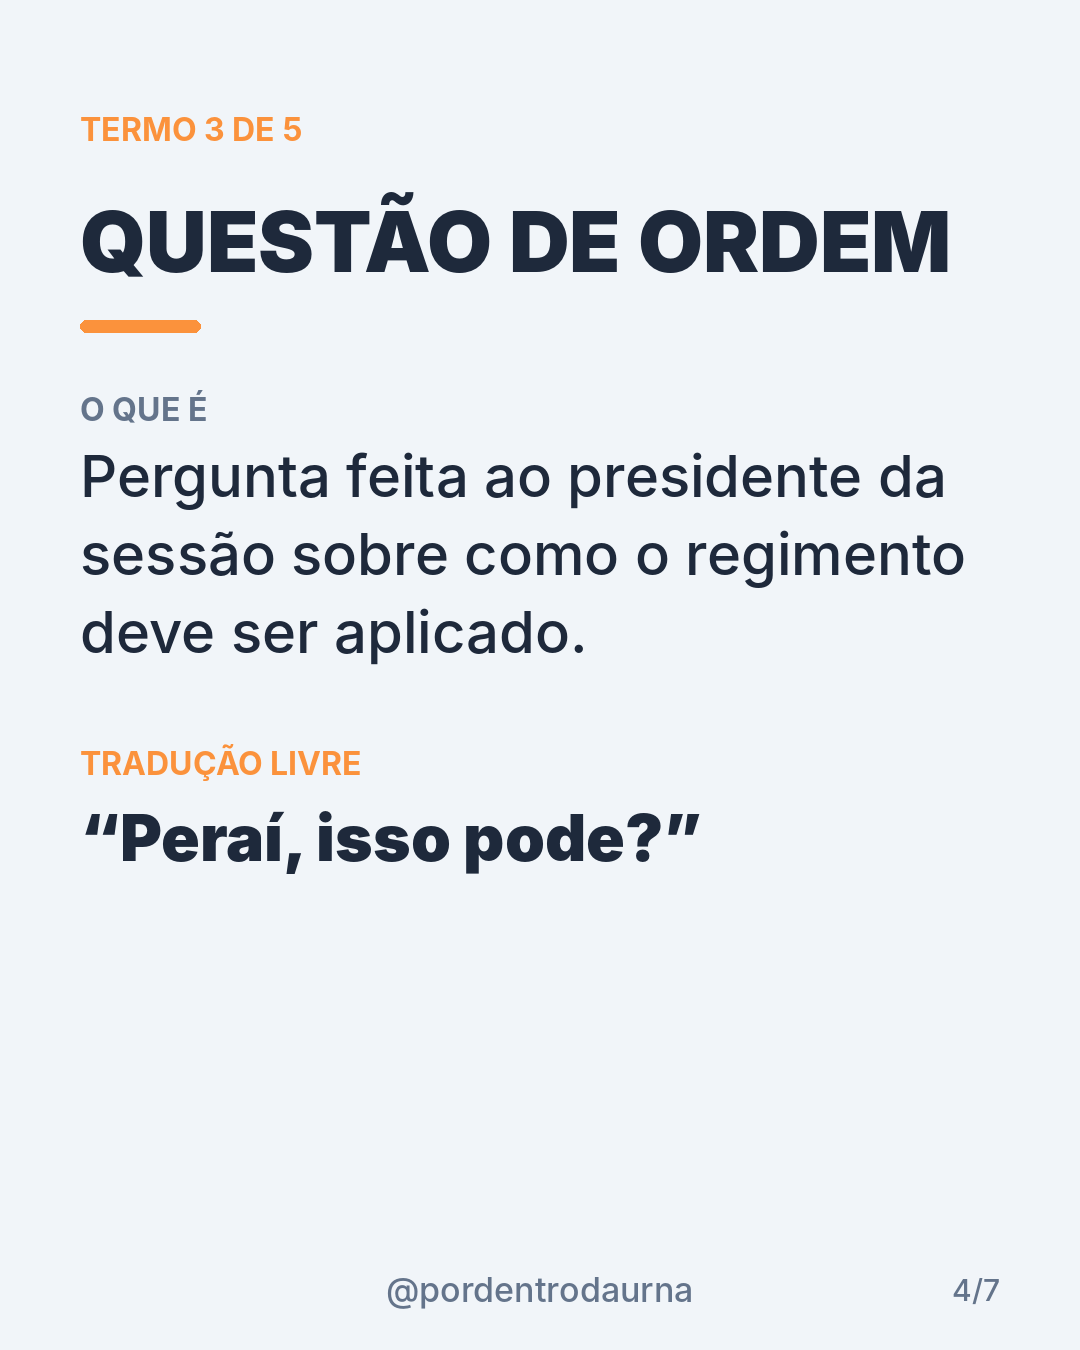 TERMO 3 DE 5
QUESTÃO DE ORDEM
O QUE É
Pergunta feita ao presidente da
sessão sobre como o regimento
deve ser aplicado.
TRADUÇÃO LIVRE
“Peraí, isso pode?”
@pordentrodaurna
4/7